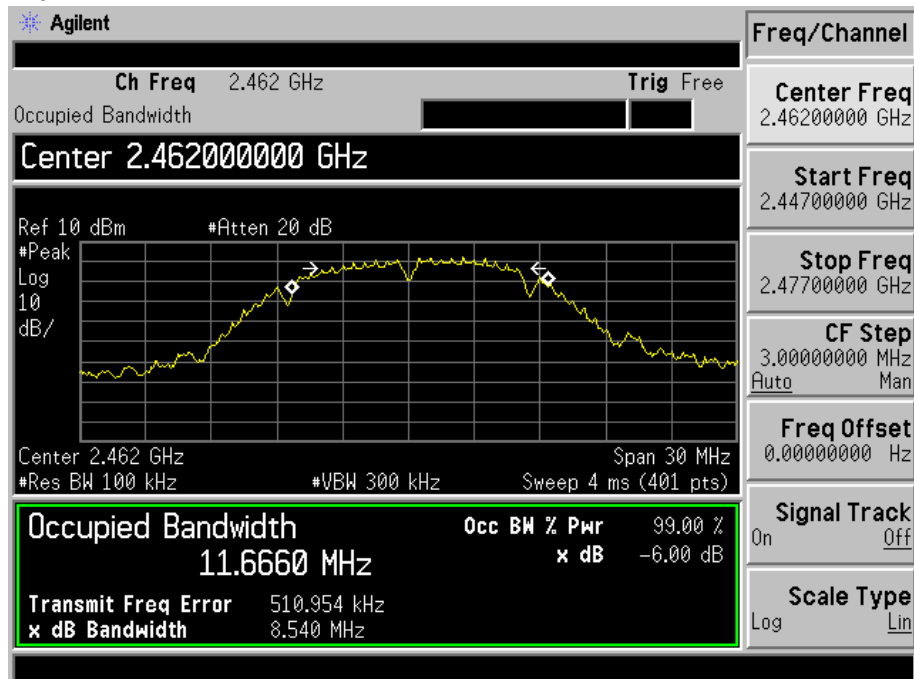 Agilent
Ch Freq 2.462 GHz Trig Free
Occupied Bandwidth
Center 2.462000000 GHz
Ref 10 dBm #Atten 20 dB
#Peak
Log
10
dB/
Center 2.462 GHz Span 30 MHz
#Res BW 100 kHz #VBW 300 kHz Sweep 4 ms (401 pts)
Occupied Bandwidth
11.6660 MHz
Occ BW % Pwr 99.00 %
x dB -6.00 dB
Transmit Freq Error 510.954 kHz
x dB Bandwidth 8.540 MHz
Freq/Channel
Center Freq
2.46200000 GHz
Start Freq
2.44700000 GHz
Stop Freq
2.47700000 GHz
CF Step
3.00000000 MHz
Auto Man
Freq Offset
0.00000000 Hz
Signal Track
On Off
Scale Type
Log Lin